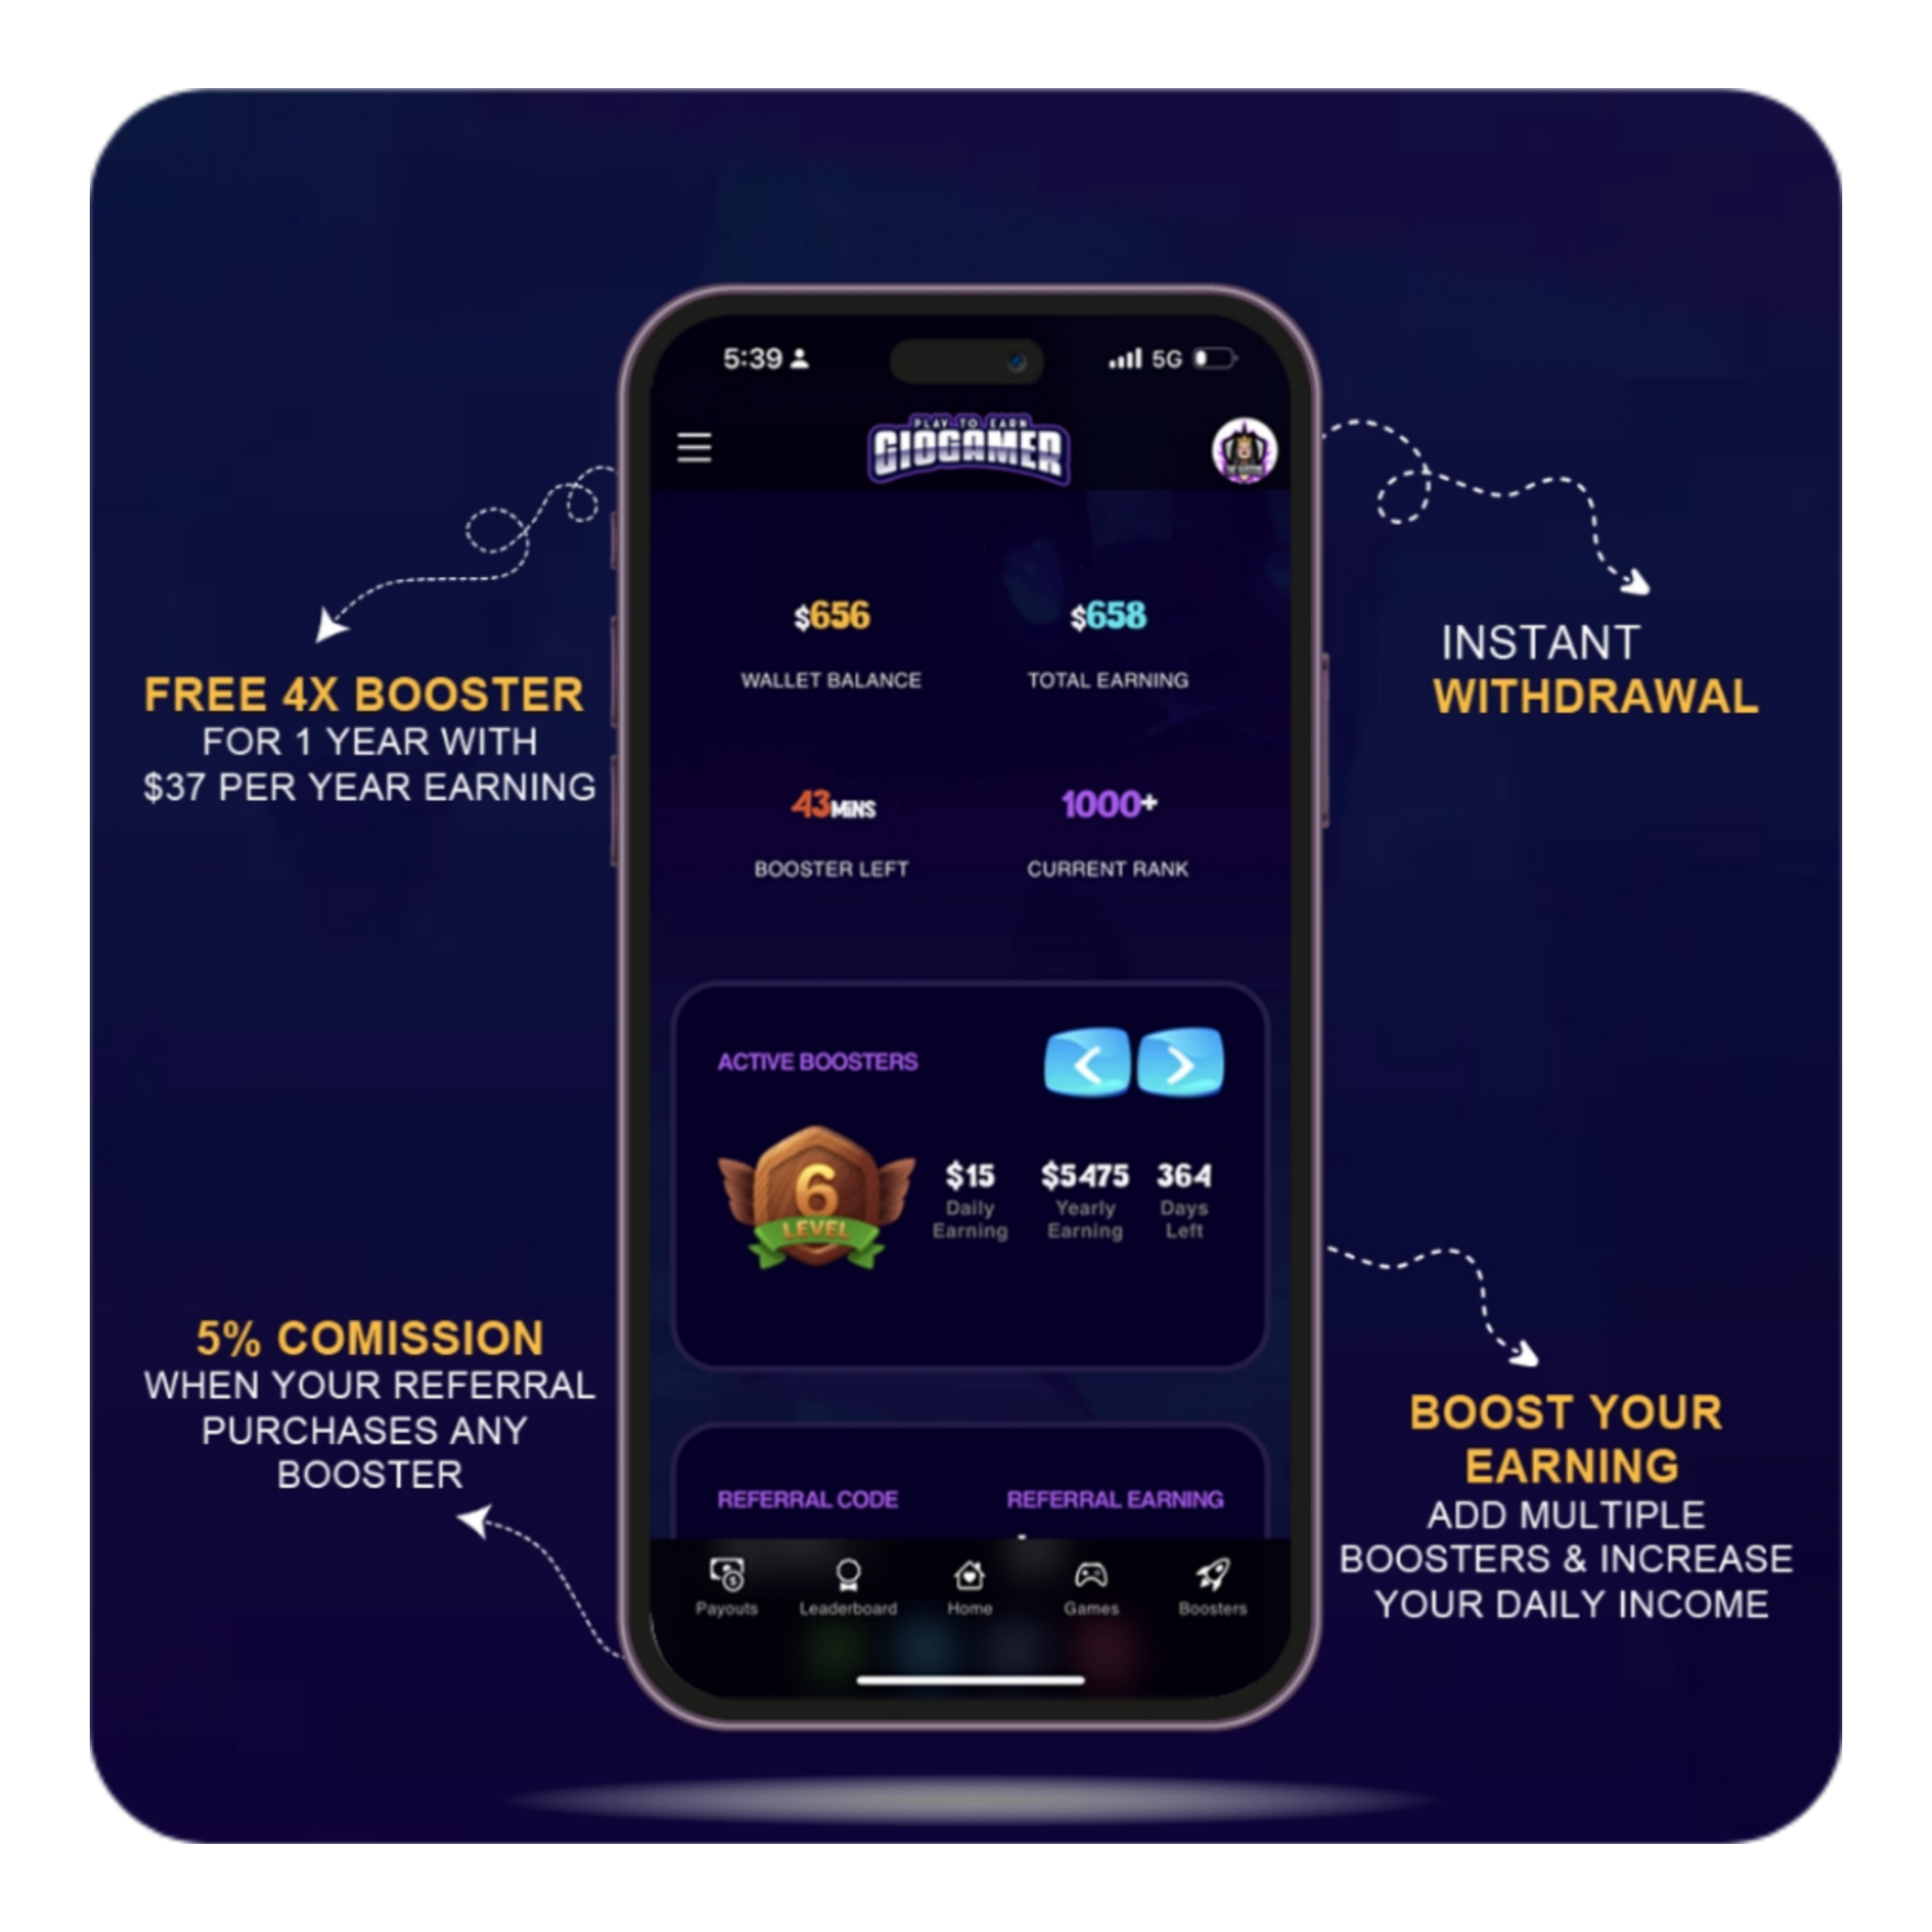 5:39
5G
PLAY TO EARN
GIOGAMER
$656
$658
WALLET BALANCE
TOTAL EARNING
43MINS
1000+
BOOSTER LEFT
CURRENT RANK
ACTIVE BOOSTERS
6
LEVEL
$15
$5475
364
Daily
Yearly
Days
Earning
Earning
Left
REFERRAL CODE
REFERRAL EARNING
Payouts
Leaderboard
Home
Games
Boosters
FREE 4X BOOSTER
FOR 1 YEAR WITH
$37 PER YEAR EARNING
INSTANT
WITHDRAWAL
5% COMISSION
WHEN YOUR REFERRAL
PURCHASES ANY
BOOSTER
BOOST YOUR
EARNING
ADD MULTIPLE
BOOSTERS & INCREASE
YOUR DAILY INCOME